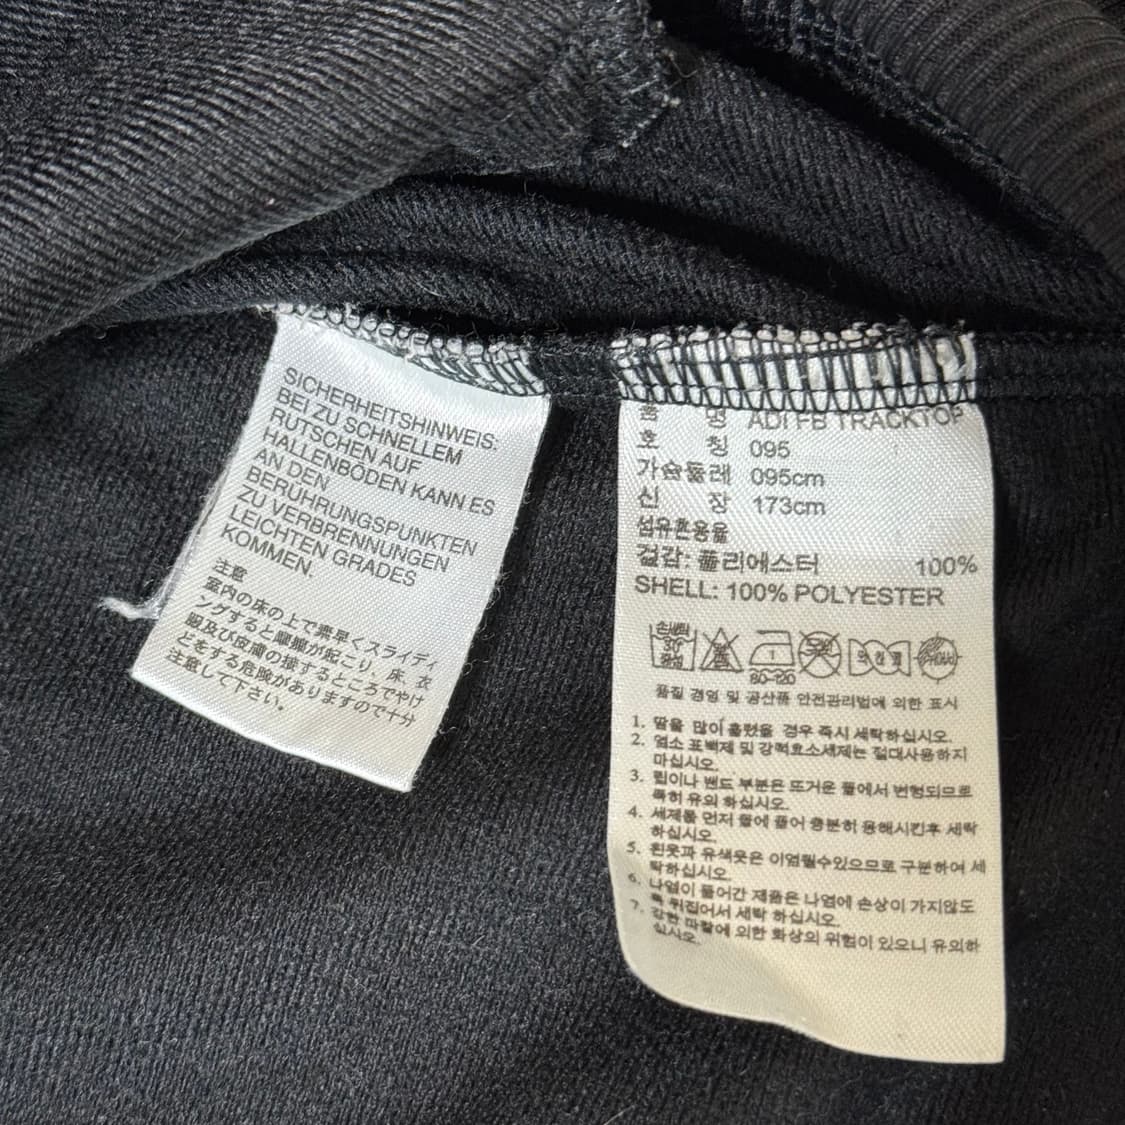 SICHERHEITSHINWEIS:
BEI ZU SCHNELLEM
RUTSCHEN AUF
HALLENBÖDEN KANN ES
AN DEN
BERÜHRUNGSPUNKTEN
ZU VERBRENNUNGEN
LEICHTEN GRADES
KOMMEN.
注意
室内の床の上で素早くスライディ
ングすると摩擦が起こり、床、衣
服及び皮膚の接するところでやけ
どをする危険がありますので十分
注意して下さい。
품 명 ADI FB TRACKTOP
호 칭 095
가슴둘레 095cm
신 장 173cm
섬유혼용율
겉감: 폴리에스터 100%
SHELL: 100% POLYESTER
손세탁 30° 중성
1
80-120
30°
품질 경영 및 공산품 안전관리법에 의한 표시
1. 땀을 많이 흘렸을 경우 즉시 세탁하십시오.
2. 염소 표백제 및 강력효소세제는 절대사용하지
마십시오.
3. 립이나 밴드 부분은 뜨거운 물에서 변형되므로
특히 유의 하십시오.
4. 세제를 먼저 물에 풀어 충분히 용해시킨후 세탁
하십시오.
5. 흰옷과 유색옷은 이염될수있으므로 구분하여 세
탁하십시오.
6. 나염이 들어간 제품은 나염에 손상이 가지않도
록 뒤집어서 세탁 하십시오.
7. 강한 마찰에 의한 화상의 위험이 있으니 유의하
십시오.